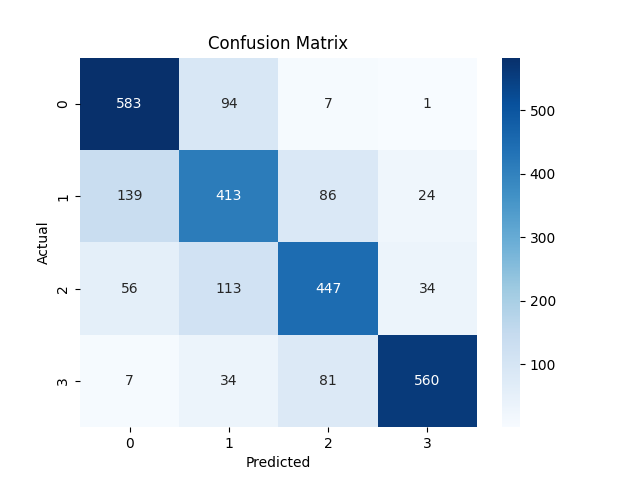 Confusion Matrix
Actual
0 583 94 7 1
1 139 413 86 24
2 56 113 447 34
3 7 34 81 560
0 1 2 3
Predicted
500
400
300
200
100